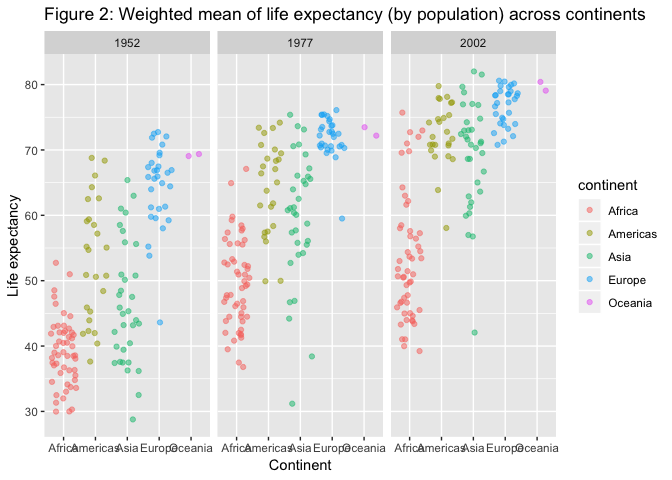 Figure 2: Weighted mean of life expectancy (by population) across continents
1952
1977
2002
80
70
60
50
40
30
Life expectancy
Africa Americas Asia Europe Oceania
Africa Americas Asia Europe Oceania
Africa Americas Asia Europe Oceania
Continent
continent
Africa
Americas
Asia
Europe
Oceania